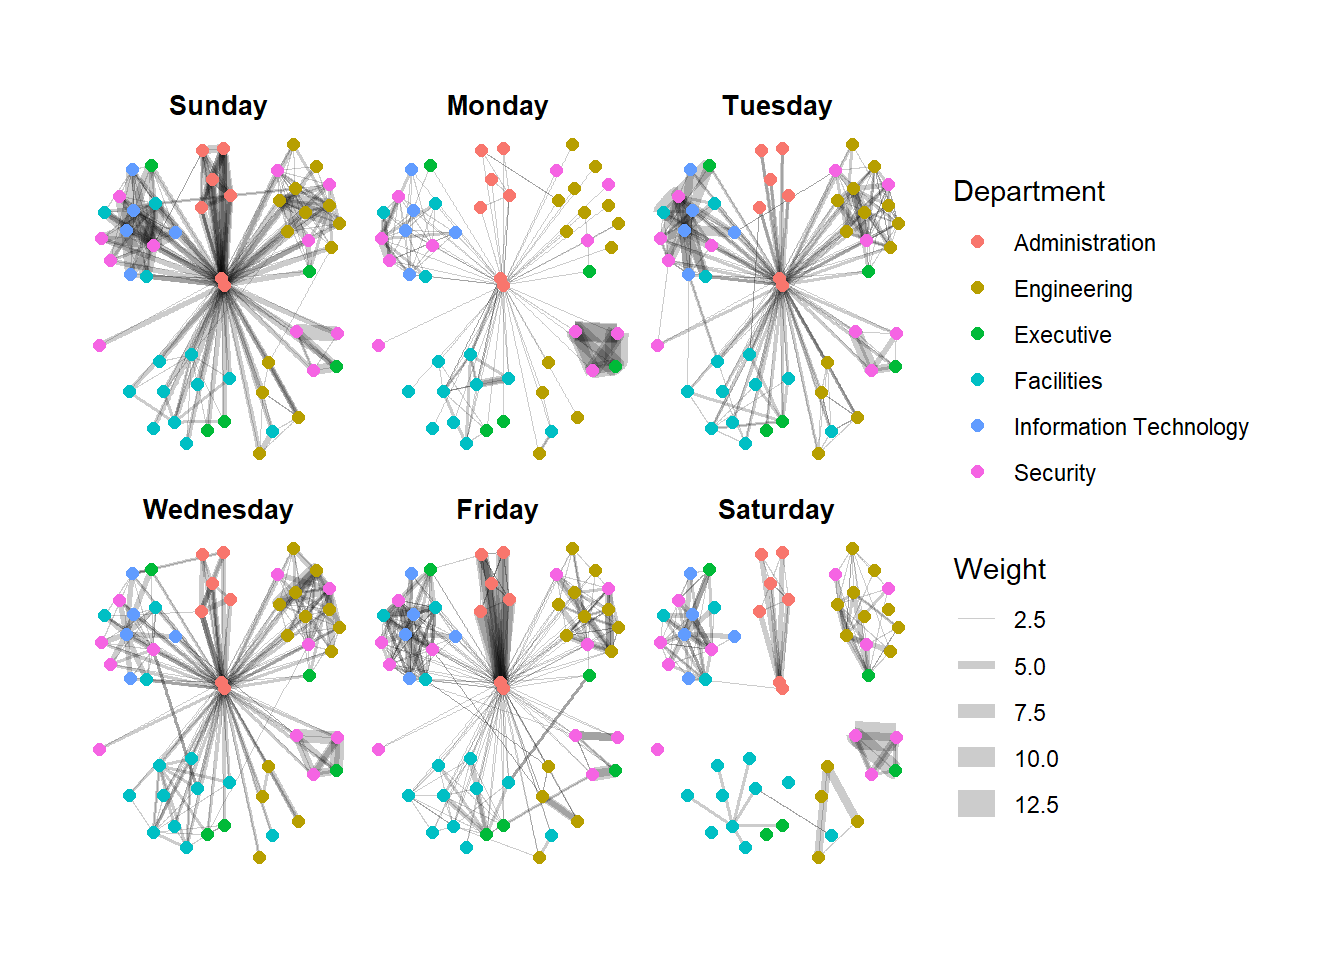 Sunday
Monday
Tuesday
Wednesday
Friday
Saturday
Department
Administration
Engineering
Executive
Facilities
Information Technology
Security
Weight
2.5
5.0
7.5
10.0
12.5